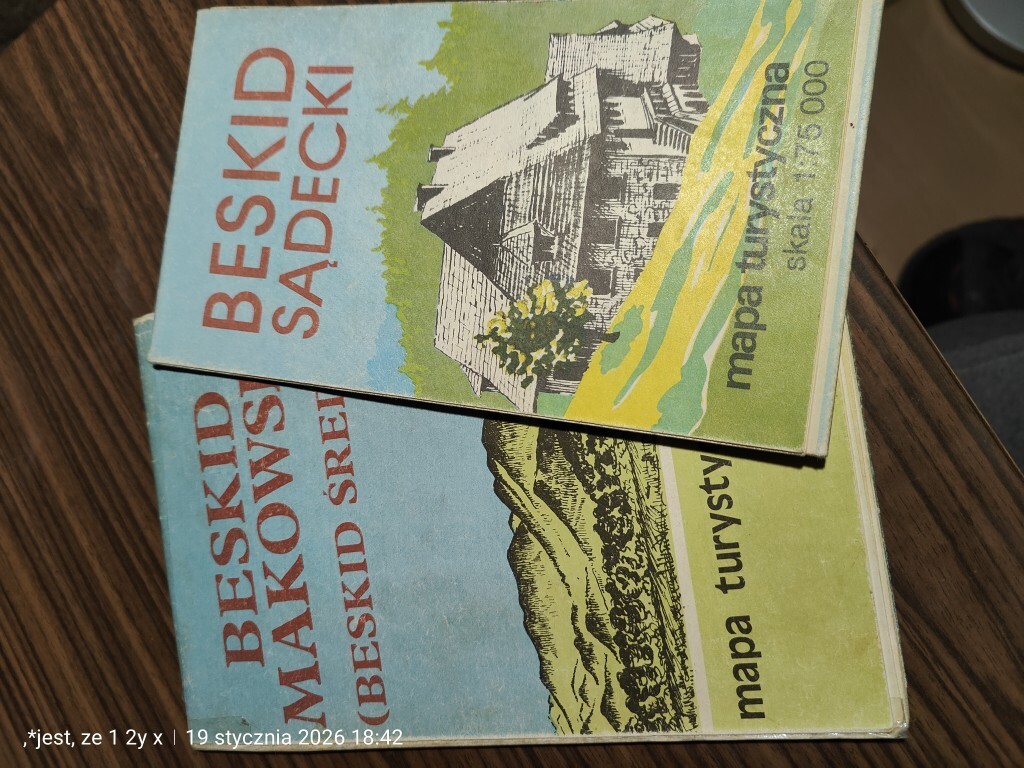 BESKID
SĄDECKI
mapa turystyczna
skala 1:75 000
BESKID
MAKOWSK
(BESKID ŚRE
mapa turysty
,*jest, ze 1 2y x | 19 stycznia 2026 18:42